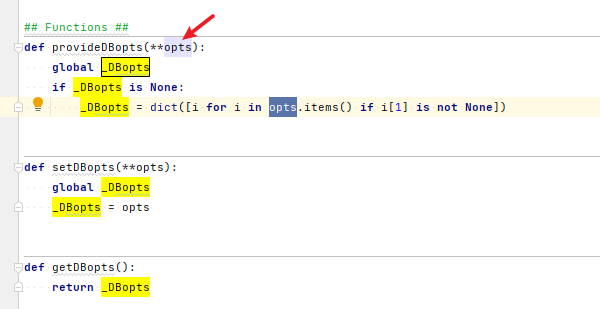 ## Functions ##
def provideDBopts(**opts):
    global _DBopts
    if _DBopts is None:
        _DBopts = dict([i for i in opts.items() if i[1] is not None])
def setDBopts(**opts):
    global _DBopts
    _DBopts = opts
def getDBopts():
    return _DBopts